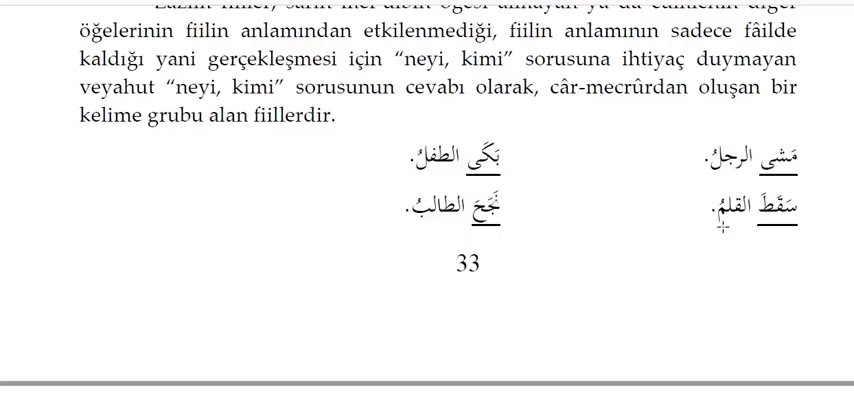 öğelerinin fiilin anlamından etkilenmediği, fiilin anlamının sadece fâilde
kaldığı yani gerçekleşmesi için “neyi, kimi” sorusuna ihtiyaç duymayan
veyahut “neyi, kimi” sorusunun cevabı olarak, câr-mecrûrdan oluşan bir
kelime grubu alan fiillerdir.
مَشى الرجلُ. بَكَى الطفلُ.
سَقَطَ القلمُ. نَجَحَ الطالبُ.
33